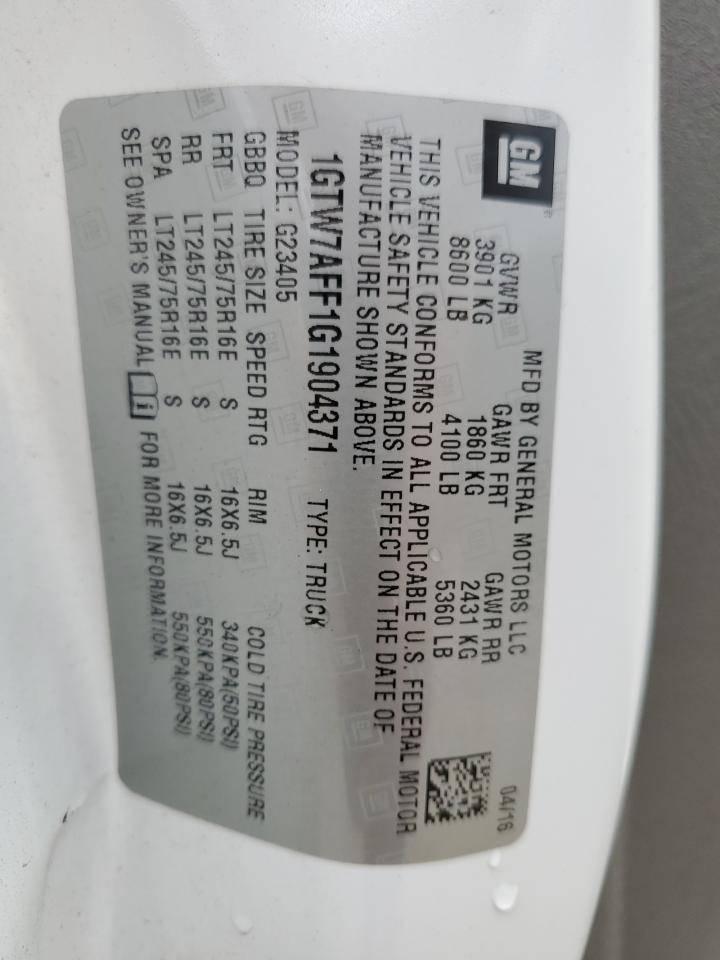 GM
MFD BY GENERAL MOTORS LLC 04/16
GVWR GAWR FRT GAWR RR
3901 KG 1860 KG 2431 KG
8600 LB 4100 LB 5360 LB
THIS VEHICLE CONFORMS TO ALL APPLICABLE U.S. FEDERAL MOTOR
VEHICLE SAFETY STANDARDS IN EFFECT ON THE DATE OF
MANUFACTURE SHOWN ABOVE.
1GTW7AFF1G1904371 TYPE: TRUCK
MODEL: G23405
GBBQ TIRE SIZE SPEED RTG RIM COLD TIRE PRESSURE
FRT LT245/75R16E S 16X6.5J 340KPA(50PSI)
RR LT245/75R16E S 16X6.5J 550KPA(80PSI)
SPA LT245/75R16E S 16X6.5J 550KPA(80PSI)
SEE OWNER'S MANUAL FOR MORE INFORMATION.